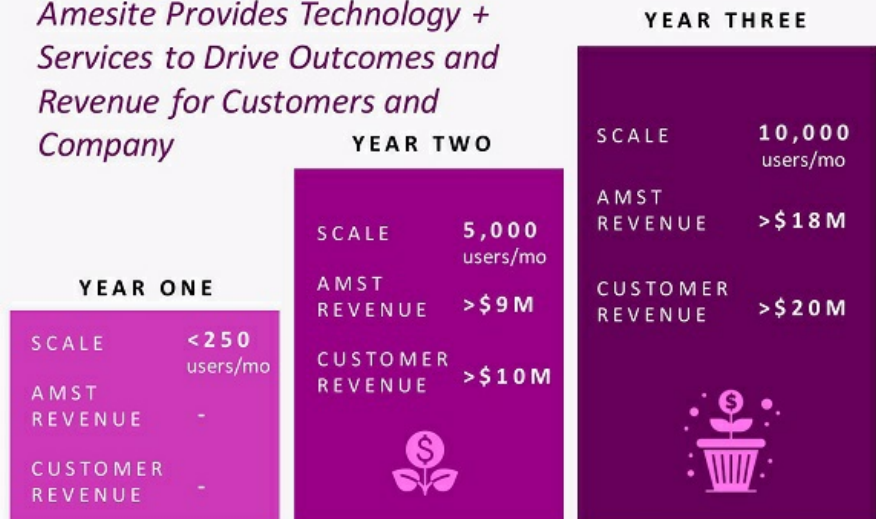 Amesite Provides Technology +
Services to Drive Outcomes and
Revenue for Customers and
Company
YEAR ONE
SCALE <250
users/mo
AMST
REVENUE -
CUSTOMER
REVENUE -
YEAR TWO
SCALE 5,000
users/mo
AMST
REVENUE >$9M
CUSTOMER
REVENUE >$10M
$
YEAR THREE
SCALE 10,000
users/mo
AMST
REVENUE >$18M
CUSTOMER
REVENUE >$20M
$